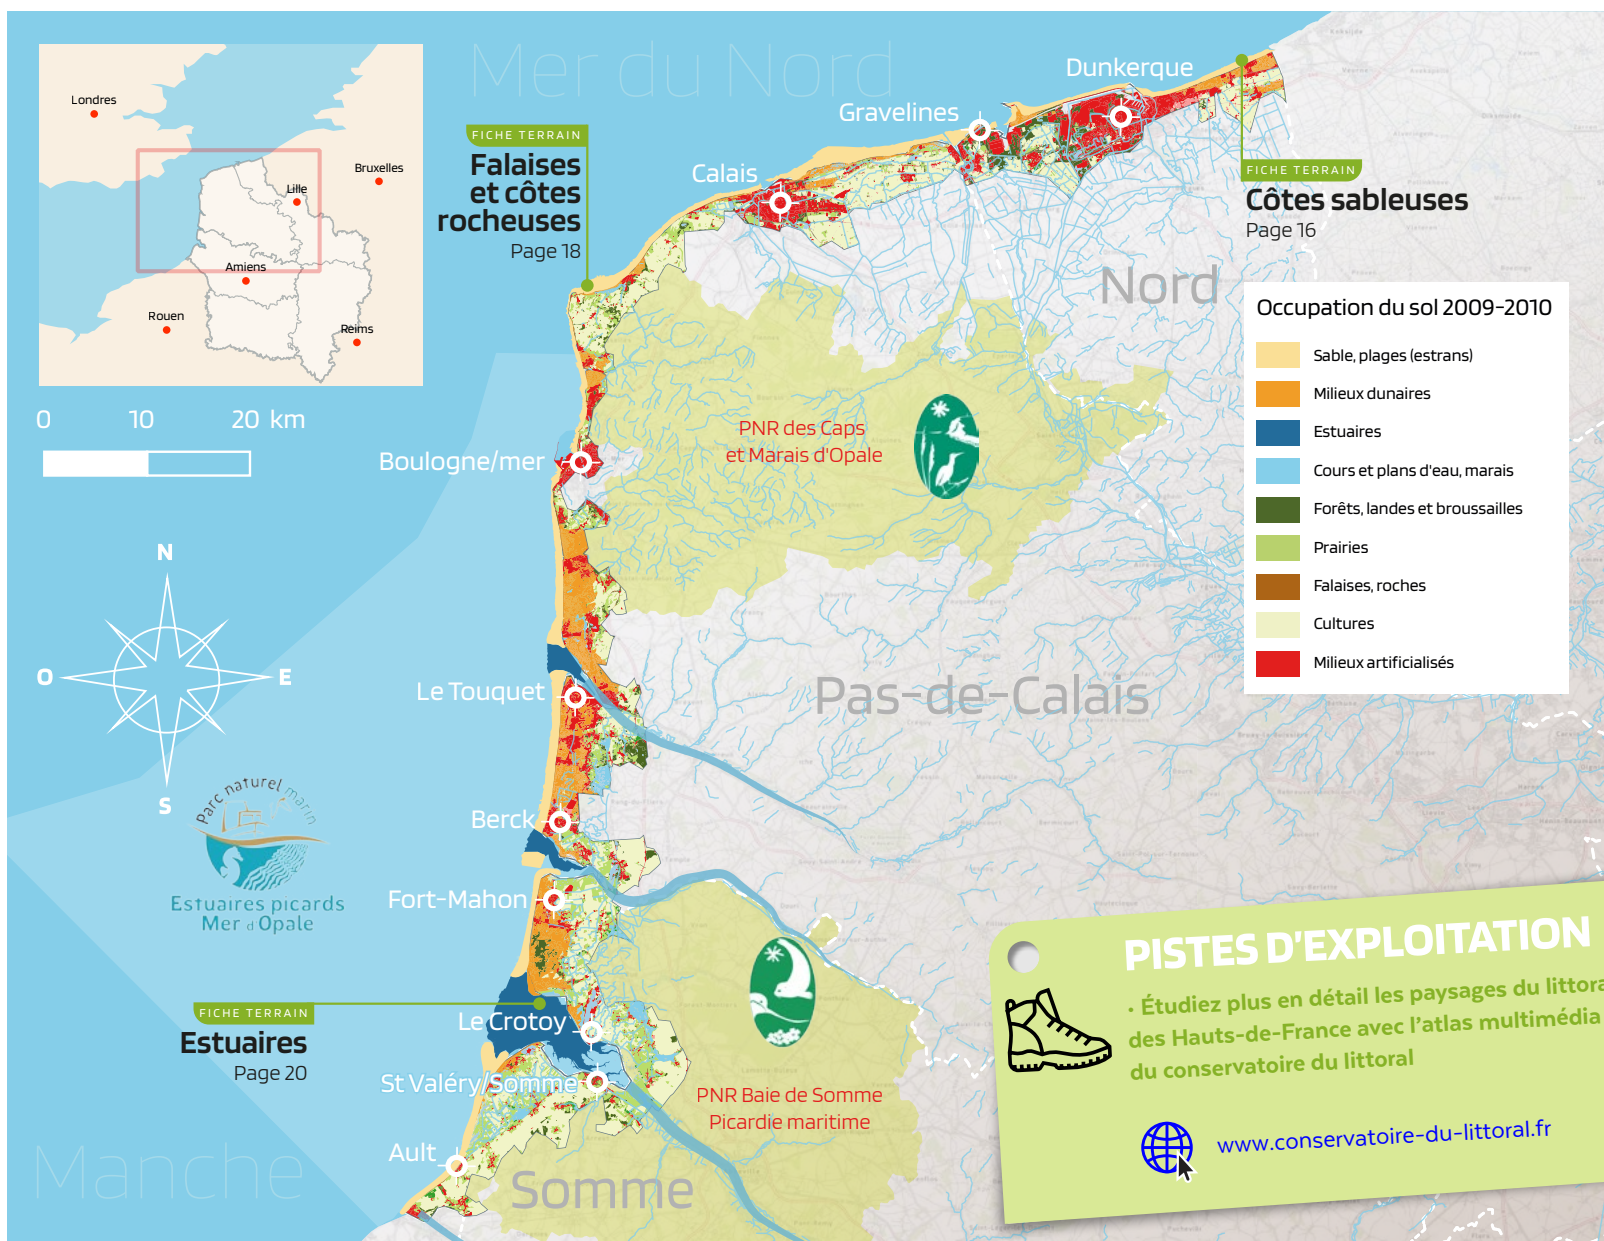 Mer du Nord
Londres
Bruxelles
Lille
Amiens
Rouen
Reims
0 10 20 km
Dunkerque
Gravelines
Calais
FICHE TERRAIN
Falaises
et côtes
rocheuses
Page 18
FICHE TERRAIN
Côtes sableuses
Page 16
Nord
Occupation du sol 2009-2010
Sable, plages (estrans)
Milieux dunaires
Estuaires
Cours et plans d'eau, marais
Forêts, landes et broussailles
Prairies
Falaises, roches
Cultures
Milieux artificialisés
PNR des Caps
et Marais d'Opale
Boulogne/mer
N
O
E
S
Le Touquet
Pas-de-Calais
Parc naturel marin
Estuaires picards
Mer d Opale
Berck
Fort-Mahon
FICHE TERRAIN
Estuaires
Page 20
Le Crotoy
St Valéry/Somme
PNR Baie de Somme
Picardie maritime
Ault
Manche
Somme
PISTES D'EXPLOITATION
· Étudiez plus en détail les paysages du littora
des Hauts-de-France avec l'atlas multimédia
du conservatoire du littoral
www.conservatoire-du-littoral.fr